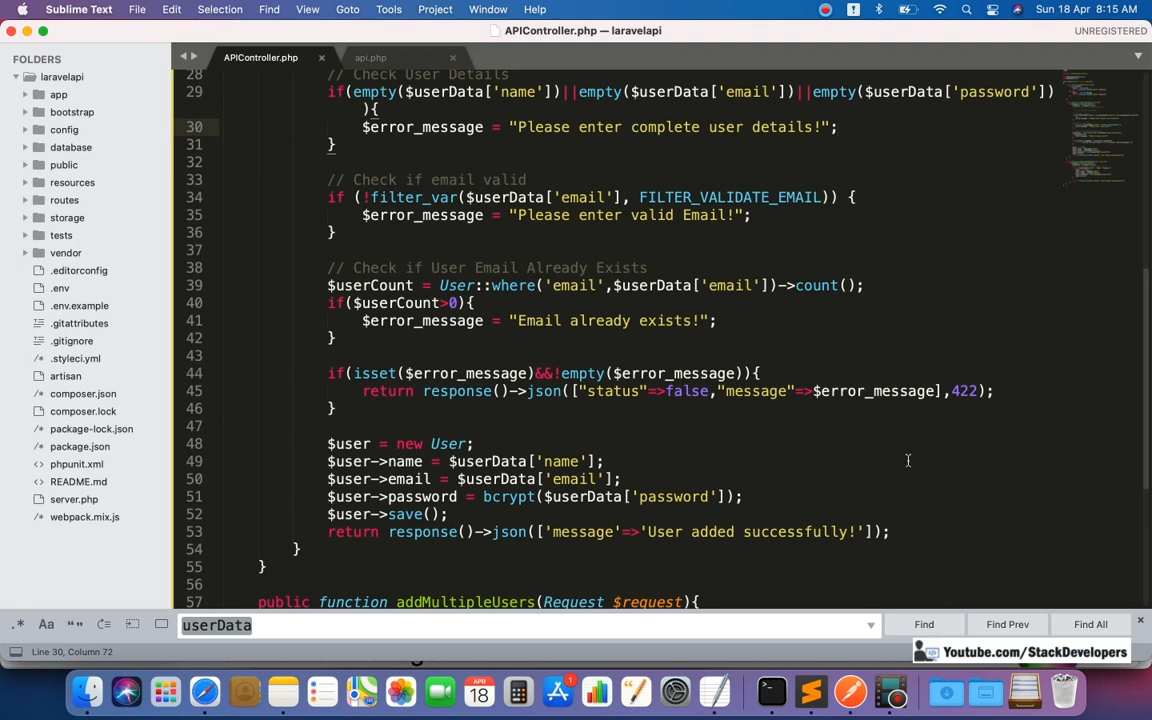 Sublime Text File Edit Selection Find View Goto Tools Project Window Help Sun 18 Apr 8:15 AM
APIController.php — laravelapi UNREGISTERED
FOLDERS
laravelapi
app
bootstrap
config
database
public
resources
routes
storage
tests
vendor
.editorconfig
.env
.env.example
.gitattributes
.gitignore
.styleci.yml
artisan
composer.json
composer.lock
package-lock.json
package.json
phpunit.xml
README.md
server.php
webpack.mix.js
APIController.php × api.php ×
28 // Check User Details
29 if(empty($userData['name'])||empty($userData['email'])||empty($userData['password'])
){
30 $error_message = "Please enter complete user details!";
31 }
32
33 // Check if email valid
34 if (!filter_var($userData['email'], FILTER_VALIDATE_EMAIL)) {
35 $error_message = "Please enter valid Email!";
36 }
37
38 // Check if User Email Already Exists
39 $userCount = User::where('email',$userData['email'])->count();
40 if($userCount>0){
41 $error_message = "Email already exists!";
42 }
43
44 if(isset($error_message)&&!empty($error_message)){
45 return response()->json(["status"=>false,"message"=>$error_message],422);
46 }
47
48 $user = new User;
49 $user->name = $userData['name'];
50 $user->email = $userData['email'];
51 $user->password = bcrypt($userData['password']);
52 $user->save();
53 return response()->json(['message'=>'User added successfully!']);
54 }
55 }
56
57 public function addMultipleUsers(Request $request){
.* Aa “” userData Find Find Prev Find All ×
Line 30, Column 72
Youtube.com/StackDevelopers
APR
18
1